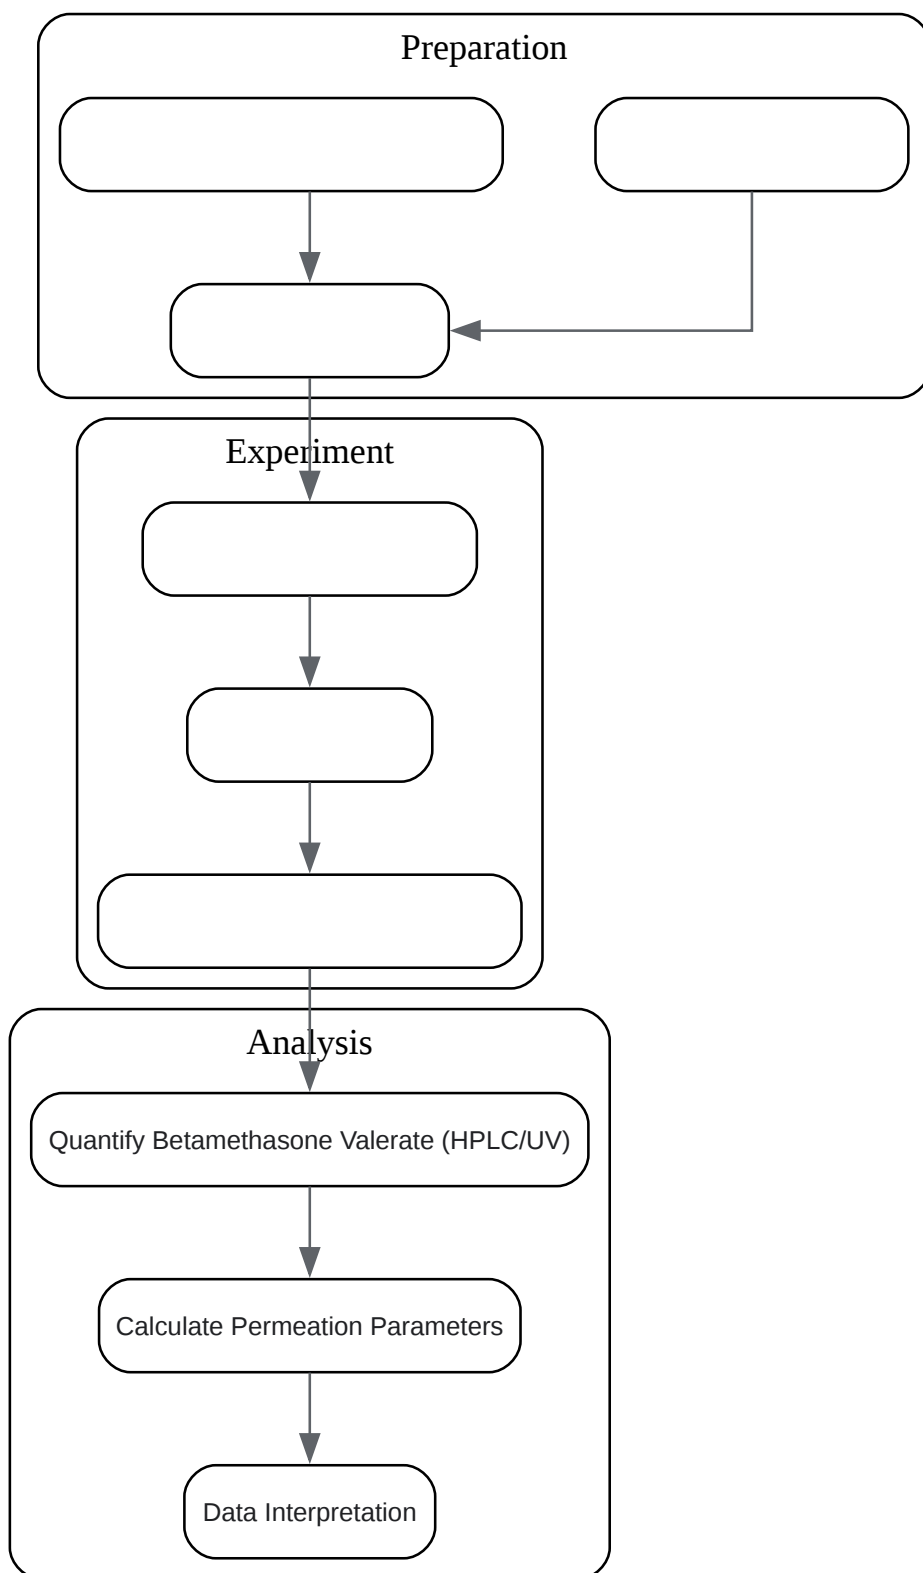 Preparation
Experiment
Analysis
Quantify Betamethasone Valerate (HPLC/UV)
Calculate Permeation Parameters
Data Interpretation